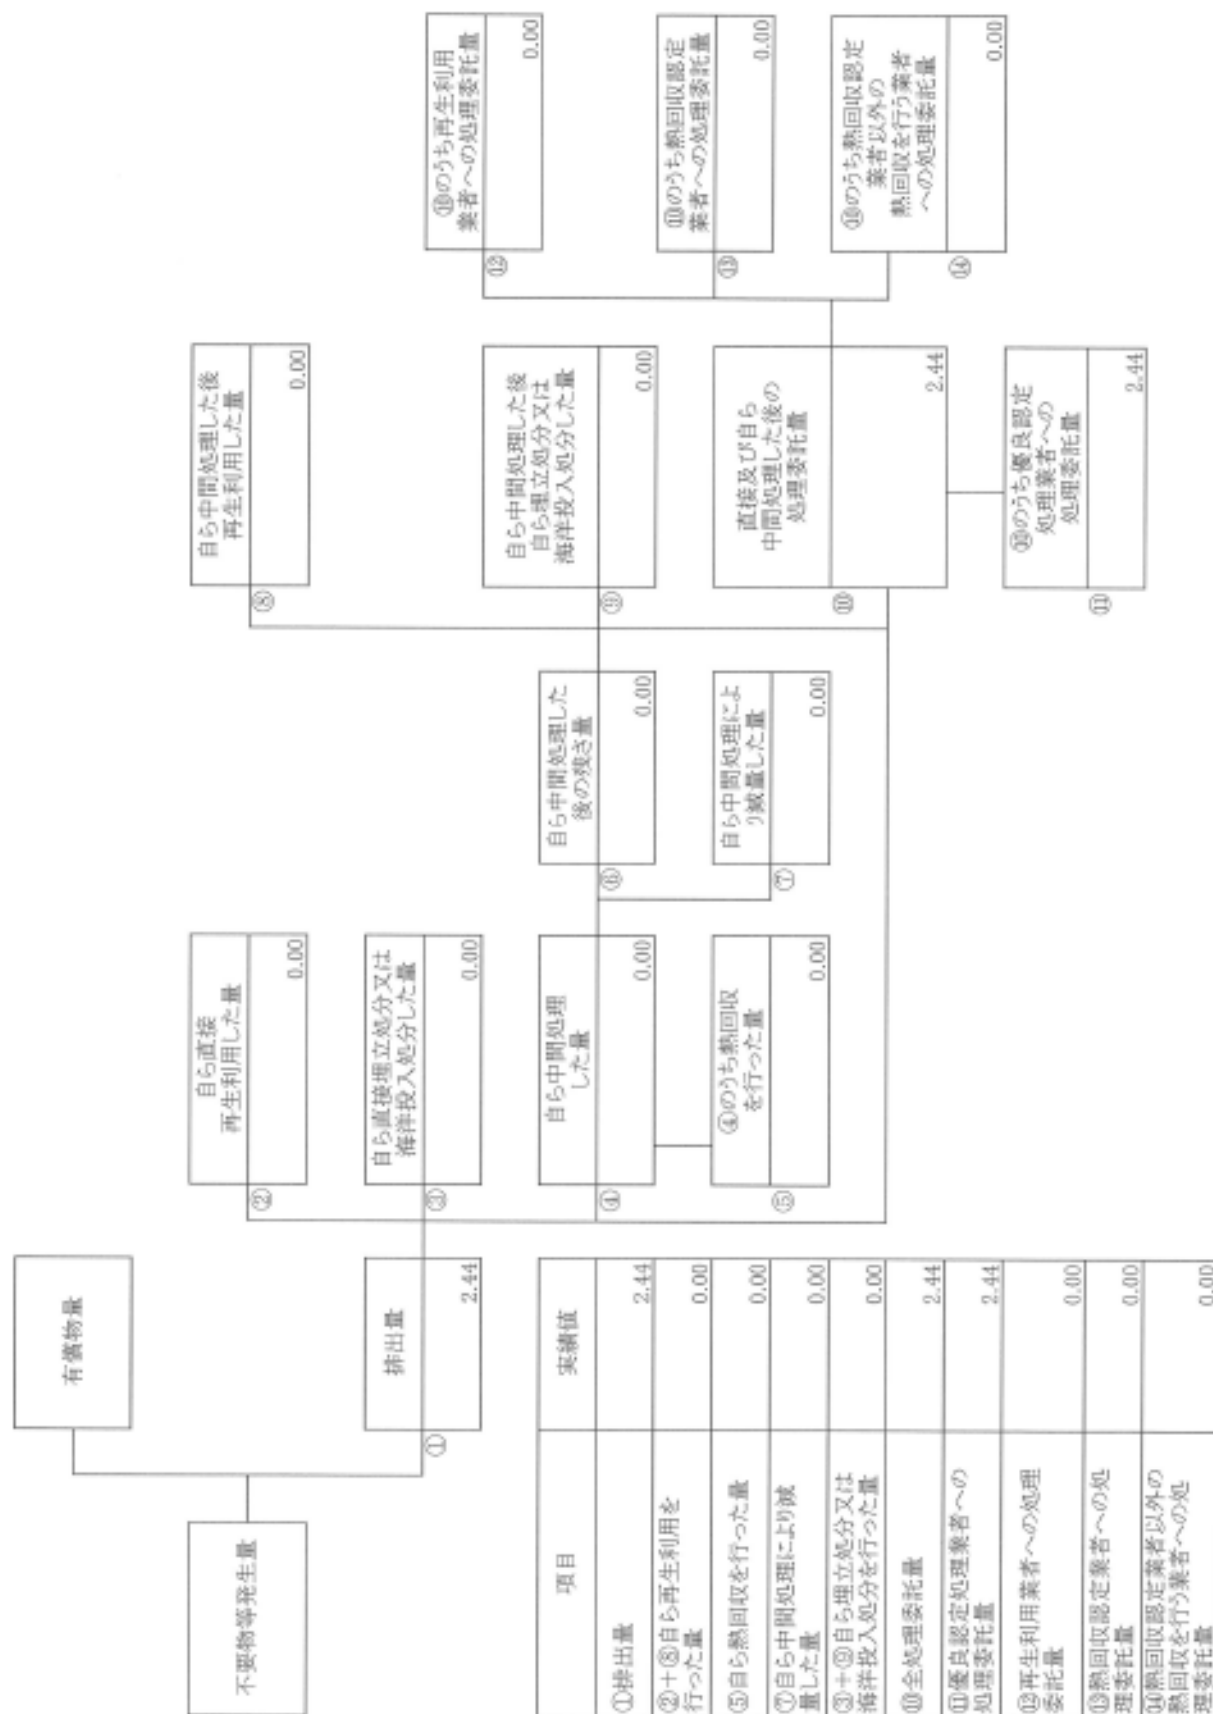 不要物等発生量
有償物量
①
排出量
2.44
②
自ら直接
再生利用した量
0.00
③
自ら直接埋立処分又は
海洋投入処分した量
0.00
④
自ら中間処理
した量
0.00
⑤
④のうち熱回収
を行った量
0.00
⑥
自ら中間処理した
後の残さ量
0.00
⑦
自ら中間処理によ
り減量した量
0.00
⑧
自ら中間処理した後
再生利用した量
0.00
⑨
自ら中間処理した後
自ら埋立処分又は
海洋投入処分した量
0.00
⑩
直接及び自ら
中間処理した後の
処理委託量
2.44
⑪
⑩のうち優良認定
処理業者への
処理委託量
2.44
⑫
⑩のうち再生利用
業者への処理委託量
0.00
⑬
⑩のうち熱回収認定
業者への処理委託量
0.00
⑭
⑩のうち熱回収認定
業者以外の
熱回収を行う業者
への処理委託量
0.00
項目 実績値
①排出量 2.44
②+⑧自ら再生利用を
行った量 0.00
⑤自ら熱回収を行った量 0.00
⑦自ら中間処理により減
量した量 0.00
③+⑨自ら埋立処分又は
海洋投入処分を行った量 0.00
⑩全処理委託量 2.44
⑪優良認定処理業者への
処理委託量 2.44
⑫再生利用業者への処理
委託量 0.00
⑬熱回収認定業者への処
理委託量 0.00
⑭熱回収認定業者以外の
熱回収を行う業者への処
理委託量 0.00